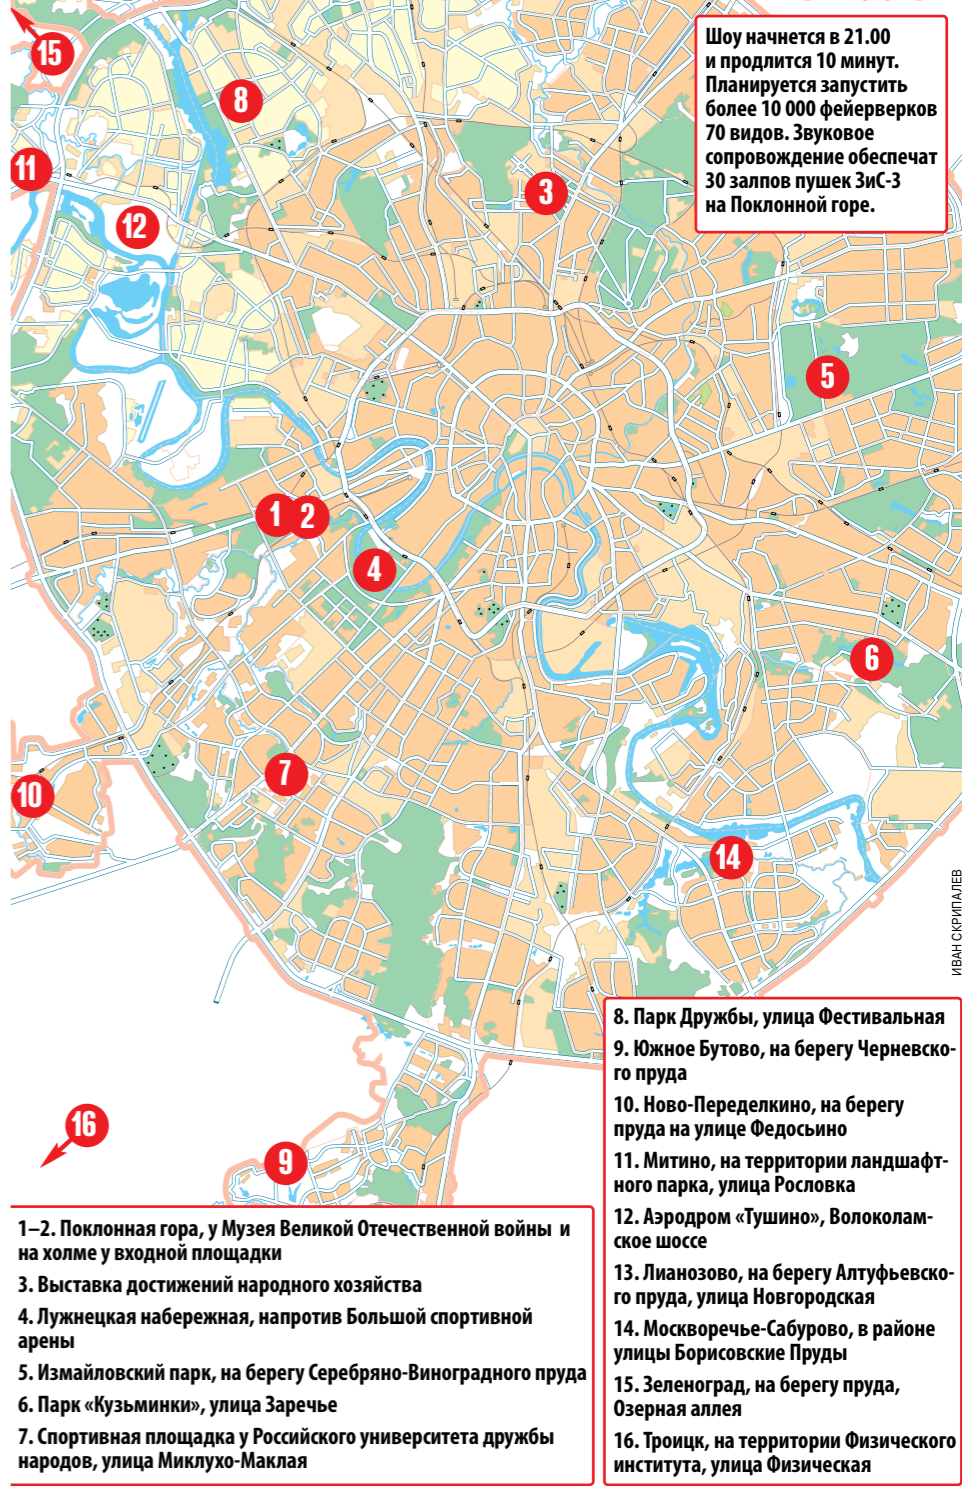 15
8
11
12
3
Шоу начнется в 21.00
и продлится 10 минут.
Планируется запустить
более 10 000 фейерверков
70 видов. Звуковое
сопровождение обеспечат
30 залпов пушек ЗиС-3
на Поклонной горе.
5
1
2
4
6
7
10
14
16
9
ИВАН СКРИПАЛЕВ
1–2. Поклонная гора, у Музея Великой Отечественной войны и
на холме у входной площадки
3. Выставка достижений народного хозяйства
4. Лужнецкая набережная, напротив Большой спортивной
арены
5. Измайловский парк, на берегу Серебряно-Виноградного пруда
6. Парк «Кузьминки», улица Заречье
7. Спортивная площадка у Российского университета дружбы
народов, улица Миклухо-Маклая
8. Парк Дружбы, улица Фестивальная
9. Южное Бутово, на берегу Черневско-
го пруда
10. Ново-Переделкино, на берегу
пруда на улице Федосьино
11. Митино, на территории ландшафт-
ного парка, улица Рословка
12. Аэродром «Тушино», Волоколам-
ское шоссе
13. Лианозово, на берегу Алтуфьевско-
го пруда, улица Новгородская
14. Москворечье-Сабурово, в районе
улицы Борисовские Пруды
15. Зеленоград, на берегу пруда,
Озерная аллея
16. Троицк, на территории Физического
института, улица Физическая